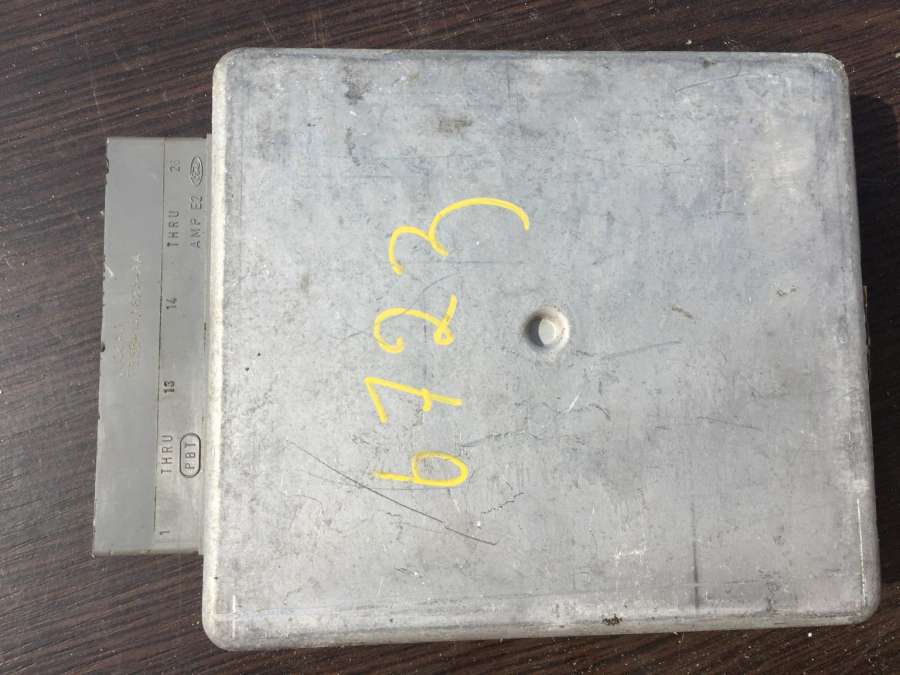 1 THRU 13 14 THRU 26
PBT AMP E2
6723